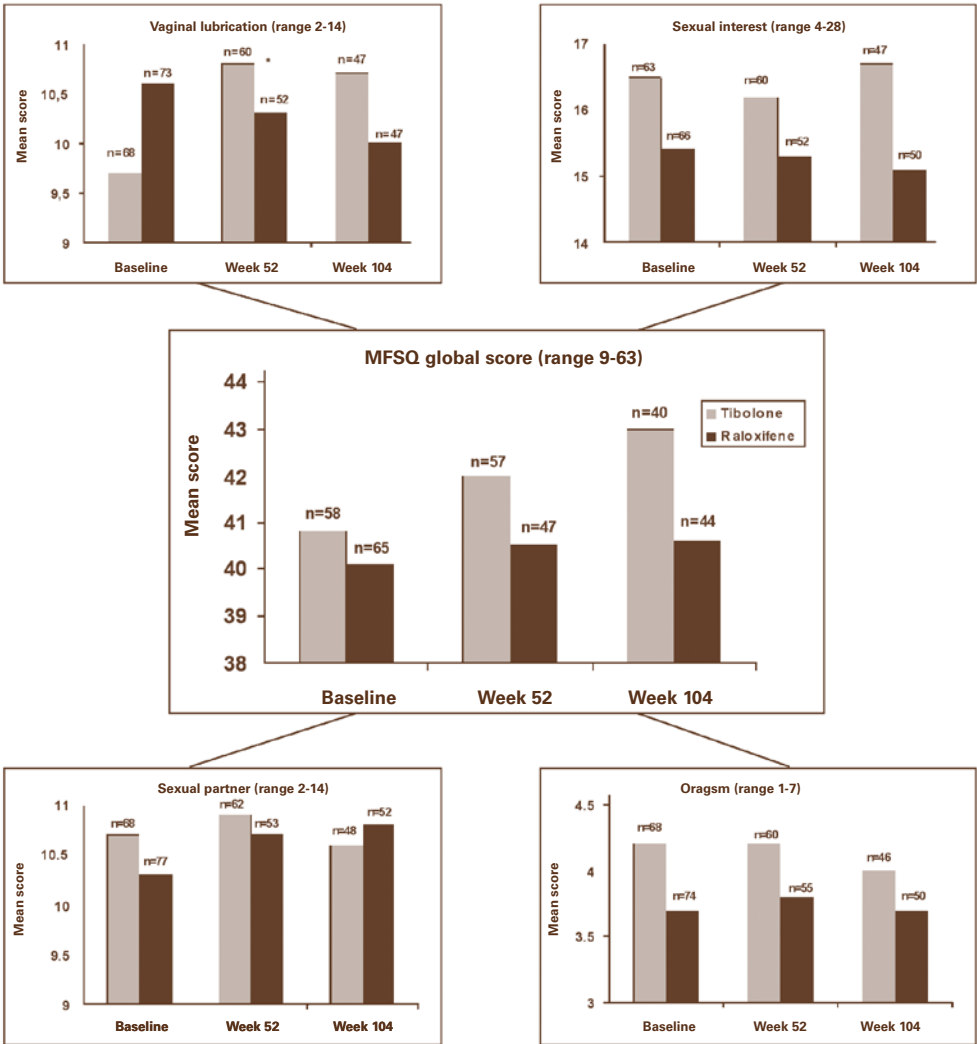 Vaginal lubrication (range 2-14)
Mean score
11
10,5
10
9,5
9
n=68
n=73
n=60
*
n=52
n=47
n=47
Baseline
Week 52
Week 104
Sexual interest (range 4-28)
Mean score
17
16
15
14
n=63
n=66
n=60
n=52
n=47
n=50
Baseline
Week 52
Week 104
MFSQ global score (range 9-63)
Mean score
44
43
42
41
40
39
38
n=58
n=65
n=57
n=47
n=40
n=44
Tibolone
Raloxifene
Baseline
Week 52
Week 104
Sexual partner (range 2-14)
Mean score
11
10.5
10
9.5
9
n=68
n=77
n=62
n=53
n=48
n=52
Baseline
Week 52
Week 104
Oragsm (range 1-7)
Mean score
4.5
4
3.5
3
n=68
n=74
n=60
n=55
n=46
n=50
Baseline
Week 52
Week 104